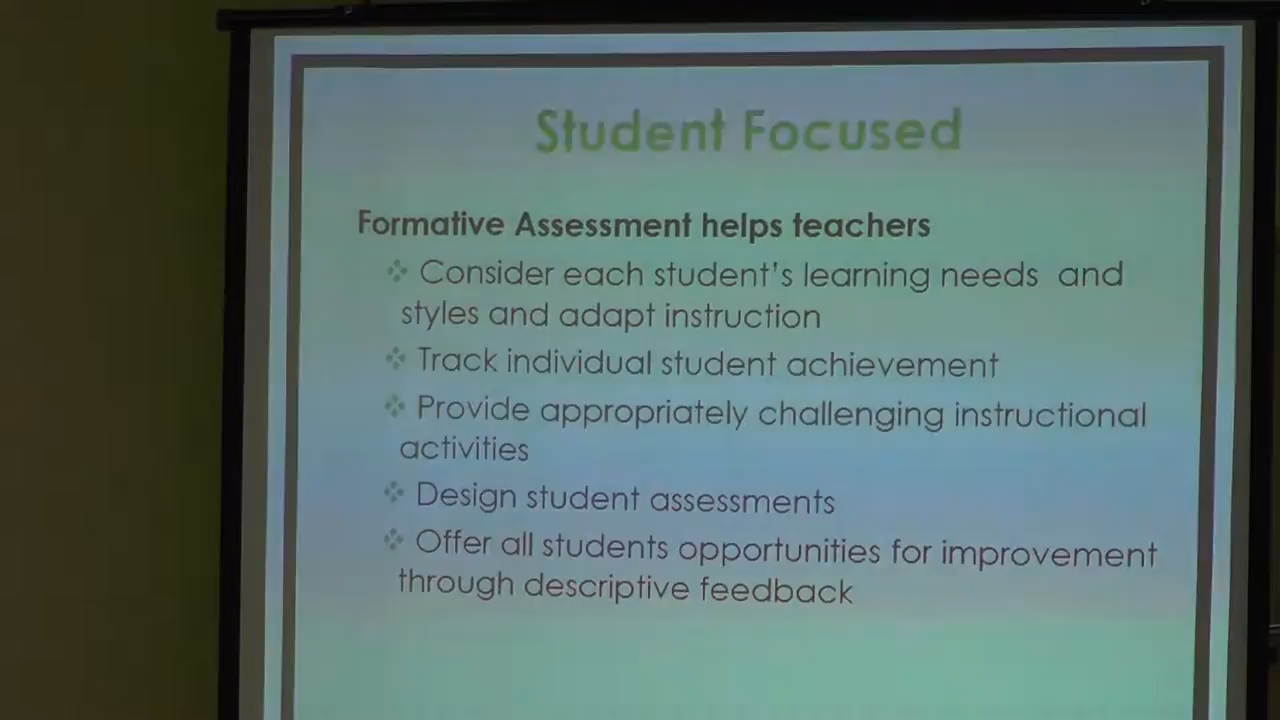 Student Focused
Formative Assessment helps teachers
Consider each student's learning needs and
styles and adapt instruction
Track individual student achievement
Provide appropriately challenging instructional
activities
Design student assessments
Offer all students opportunities for improvement
through descriptive feedback